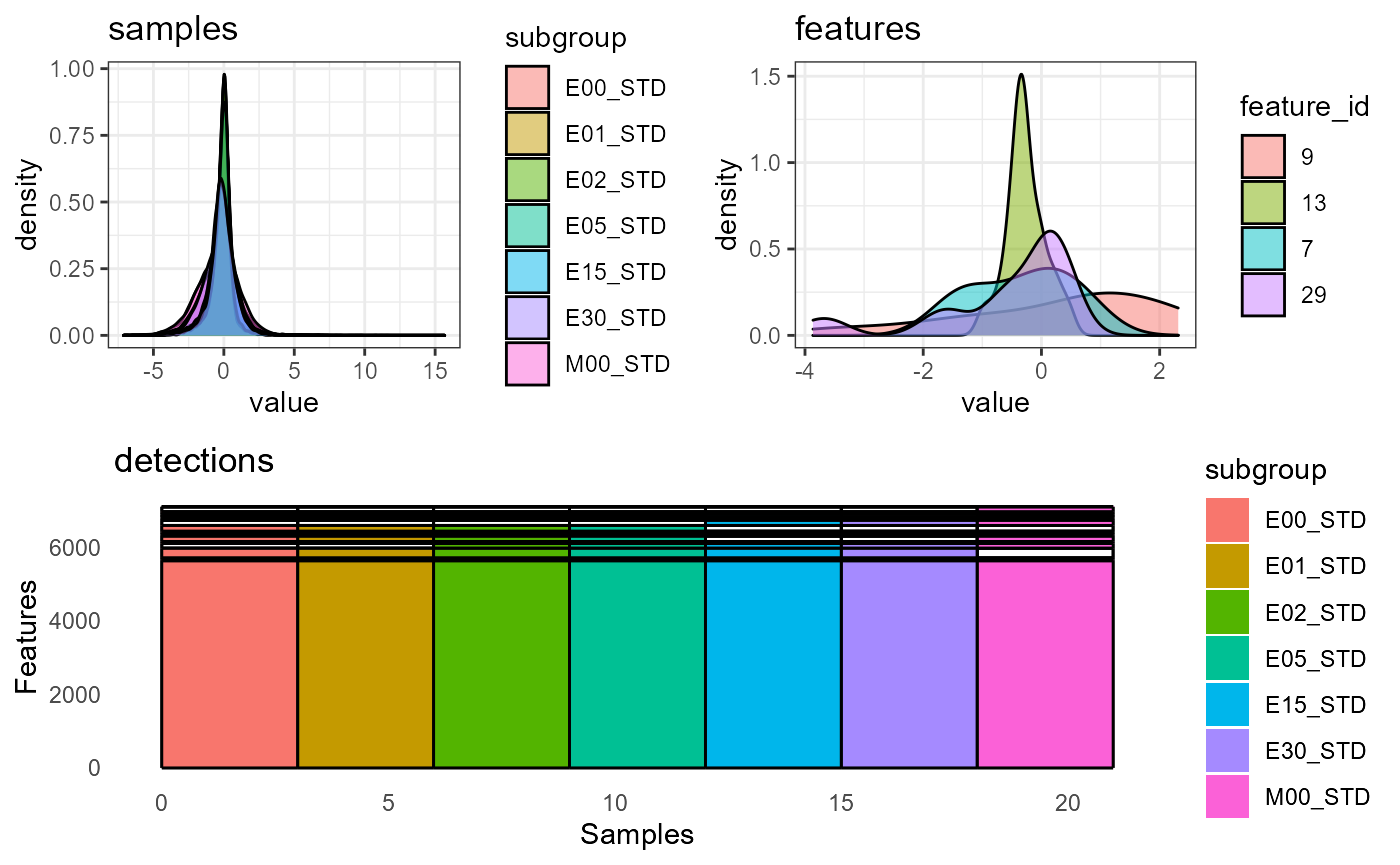 samples
1.00
0.75
0.50
0.25
0.00
density
-5
0
5
10
15
value
subgroup
E00_STD
E01_STD
E02_STD
E05_STD
E15_STD
E30_STD
M00_STD
features
1.5
1.0
0.5
0.0
density
-4
-2
0
2
value
feature_id
9
13
7
29
detections
6000
4000
2000
0
Features
0
5
10
15
20
Samples
subgroup
E00_STD
E01_STD
E02_STD
E05_STD
E15_STD
E30_STD
M00_STD